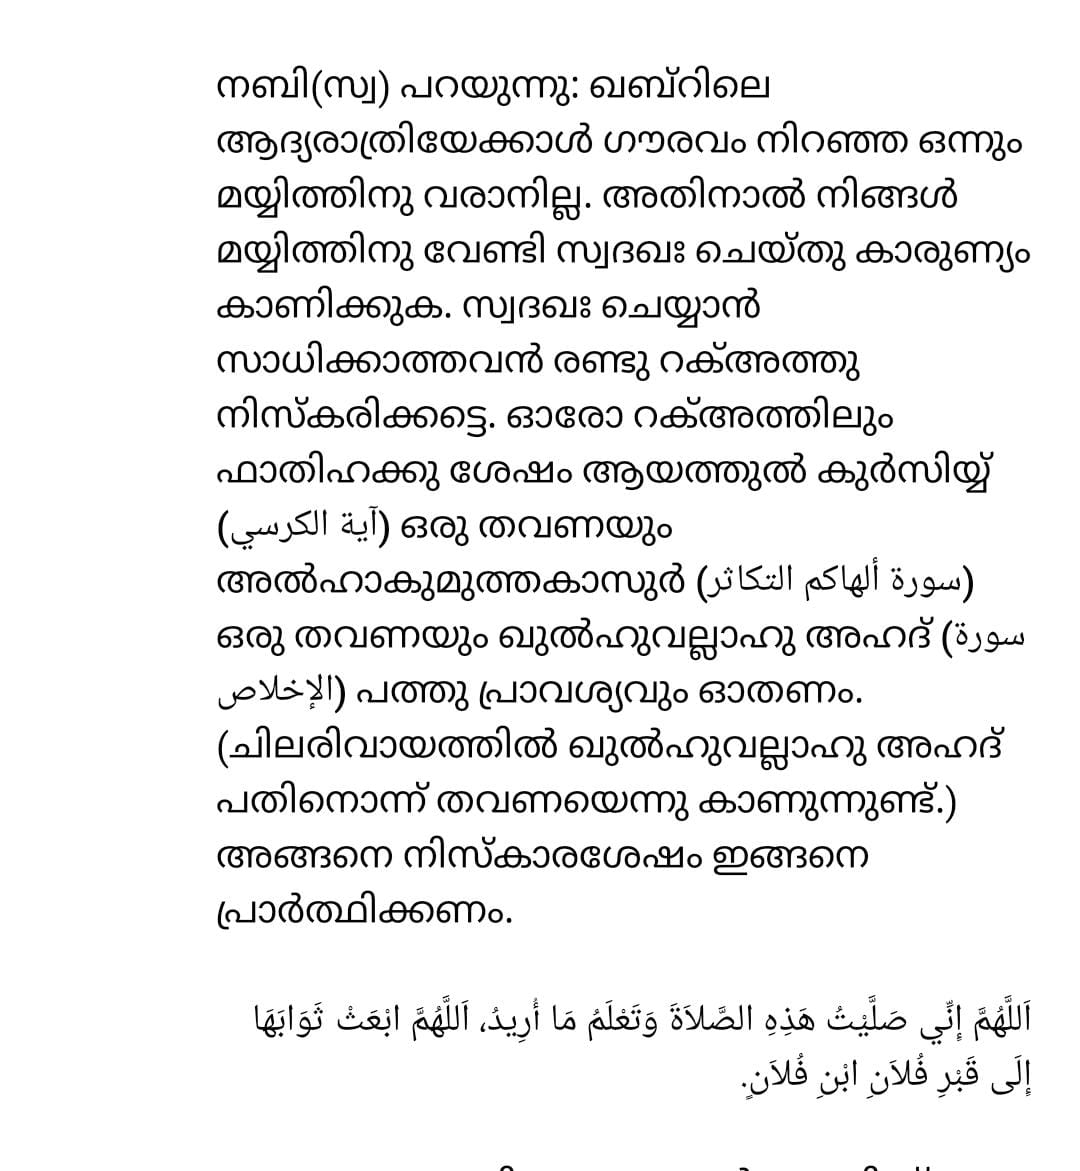 നബി(സ്വ) പറയുന്നു: ഖബ്റിലെ
ആദ്യരാത്രിയേക്കാൾ ഗൗരവം നിറഞ്ഞ ഒന്നും
മയ്യിത്തിനു വരാനില്ല. അതിനാൽ നിങ്ങൾ
മയ്യിത്തിനു വേണ്ടി സ്വദഖഃ ചെയ്തു കാരുണ്യം
കാണിക്കുക. സ്വദഖഃ ചെയ്യാൻ
സാധിക്കാത്തവൻ രണ്ടു റക്അത്തു
നിസ്കരിക്കട്ടെ. ഓരോ റക്അത്തിലും
ഫാതിഹക്കു ശേഷം ആയത്തുൽ കുർസിയ്യ്
(آية الكرسي) ഒരു തവണയും
അൽഹാകുമുത്തകാസുർ (سورة ألهاكم التكاثر)
ഒരു തവണയും ഖുൽഹുവല്ലാഹു അഹദ് (سورة
الإخلاص) പത്തു പ്രാവശ്യവും ഓതണം.
(ചിലരിവായത്തിൽ ഖുൽഹുവല്ലാഹു അഹദ്
പതിനൊന്ന് തവണയെന്നു കാണുന്നുണ്ട്.)
അങ്ങനെ നിസ്കാരശേഷം ഇങ്ങനെ
പ്രാർത്ഥിക്കണം.
اَللَّهُمَّ إِنِّي صَلَّيْتُ هَذِهِ الصَّلاَةَ وَتَعْلَمُ مَا أُرِيدُ، اَللَّهُمَّ ابْعَثْ ثَوَابَهَا
إِلَى قَبْرِ فُلاَنِ ابْنِ فُلاَنٍ.